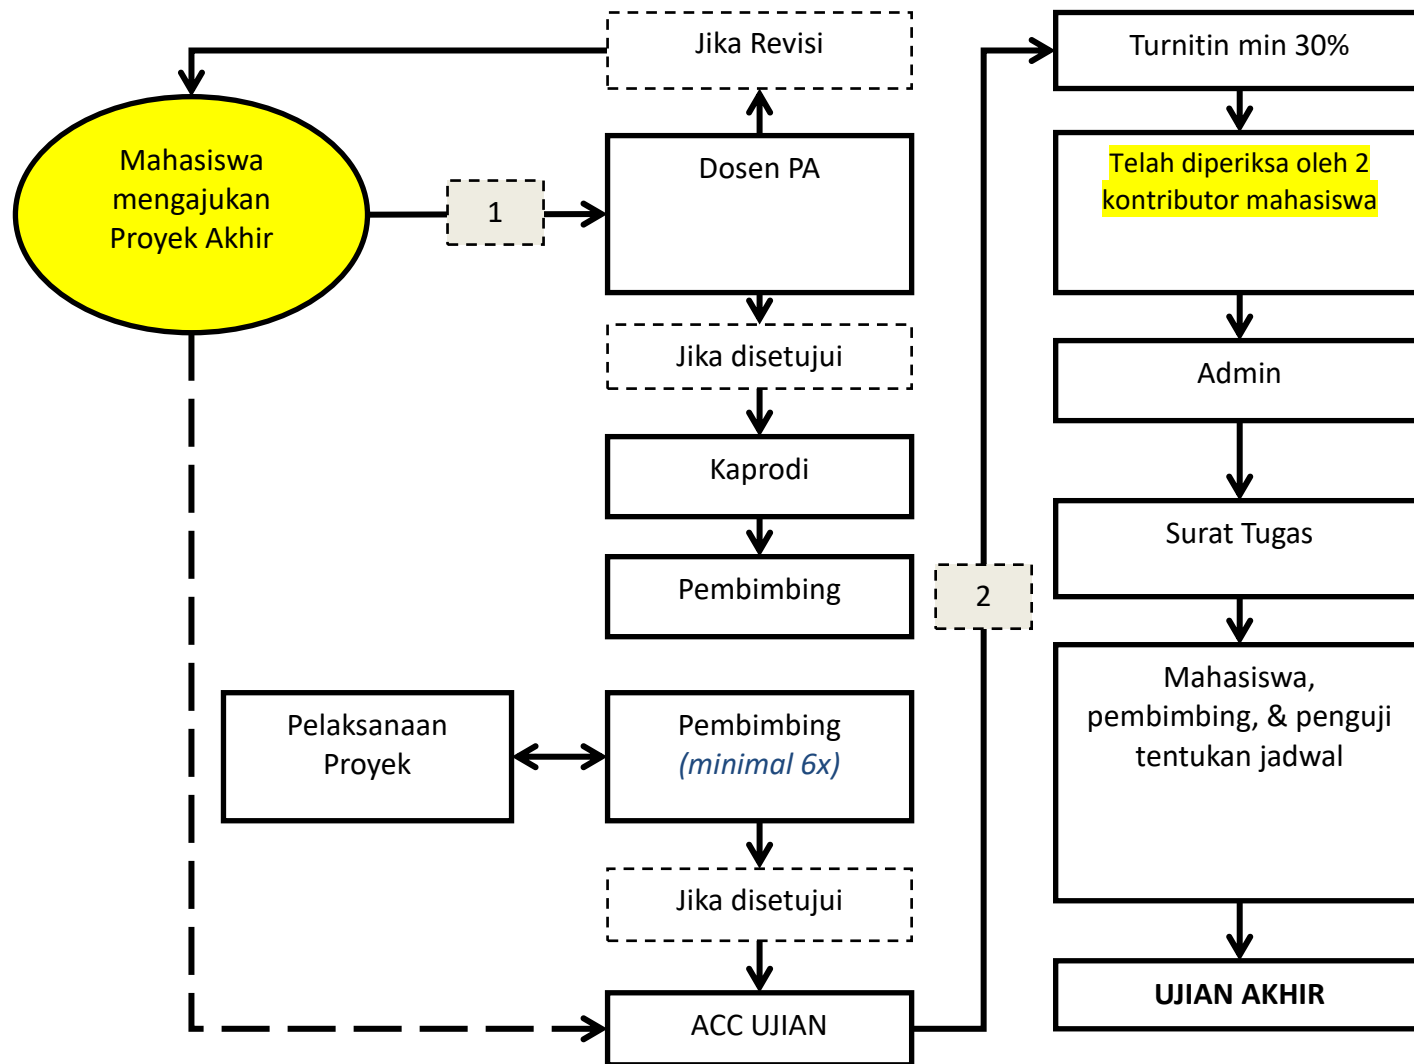 Jika Revisi
Mahasiswa
mengajukan
Proyek Akhir
1
Dosen PA
Jika disetujui
Kaprodi
Pembimbing
Pelaksanaan
Proyek
Pembimbing
(minimal 6x)
Jika disetujui
ACC UJIAN
2
Turnitin min 30%
Telah diperiksa oleh 2
kontributor mahasiswa
Admin
Surat Tugas
Mahasiswa,
pembimbing, & penguji
tentukan jadwal
UJIAN AKHIR